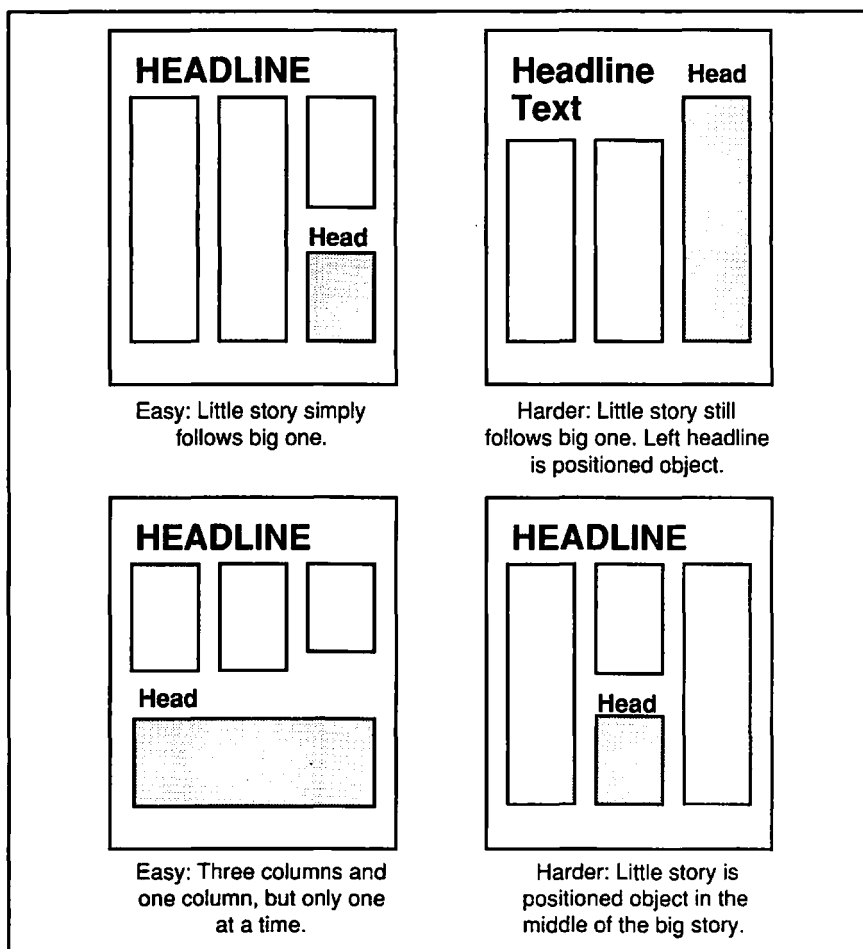 HEADLINE
Head
Easy: Little story simply
follows big one.
Headline
Text
Head
Harder: Little story still
follows big one. Left headline
is positioned object.
HEADLINE
Head
Easy: Three columns and
one column, but only one
at a time.
HEADLINE
Head
Harder: Little story is
positioned object in the
middle of the big story.